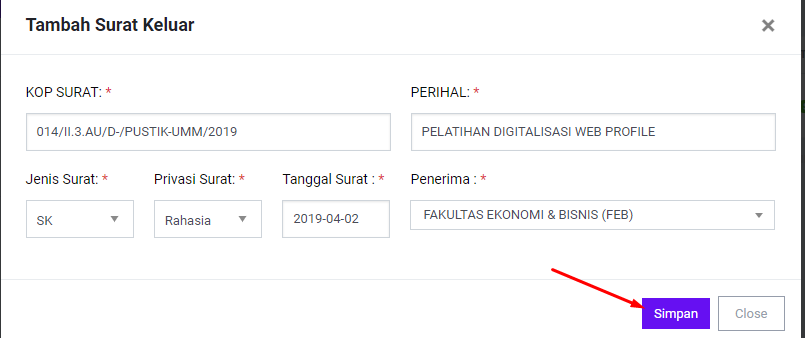 Tambah Surat Keluar
KOP SURAT: *
PERIHAL: *
014/II.3.AU/D-/PUSTIK-UMM/2019
PELATIHAN DIGITALISASI WEB PROFILE
Jenis Surat: *
Privasi Surat: *
Tanggal Surat : *
Penerima : *
SK
Rahasia
2019-04-02
FAKULTAS EKONOMI & BISNIS (FEB)
Simpan
Close